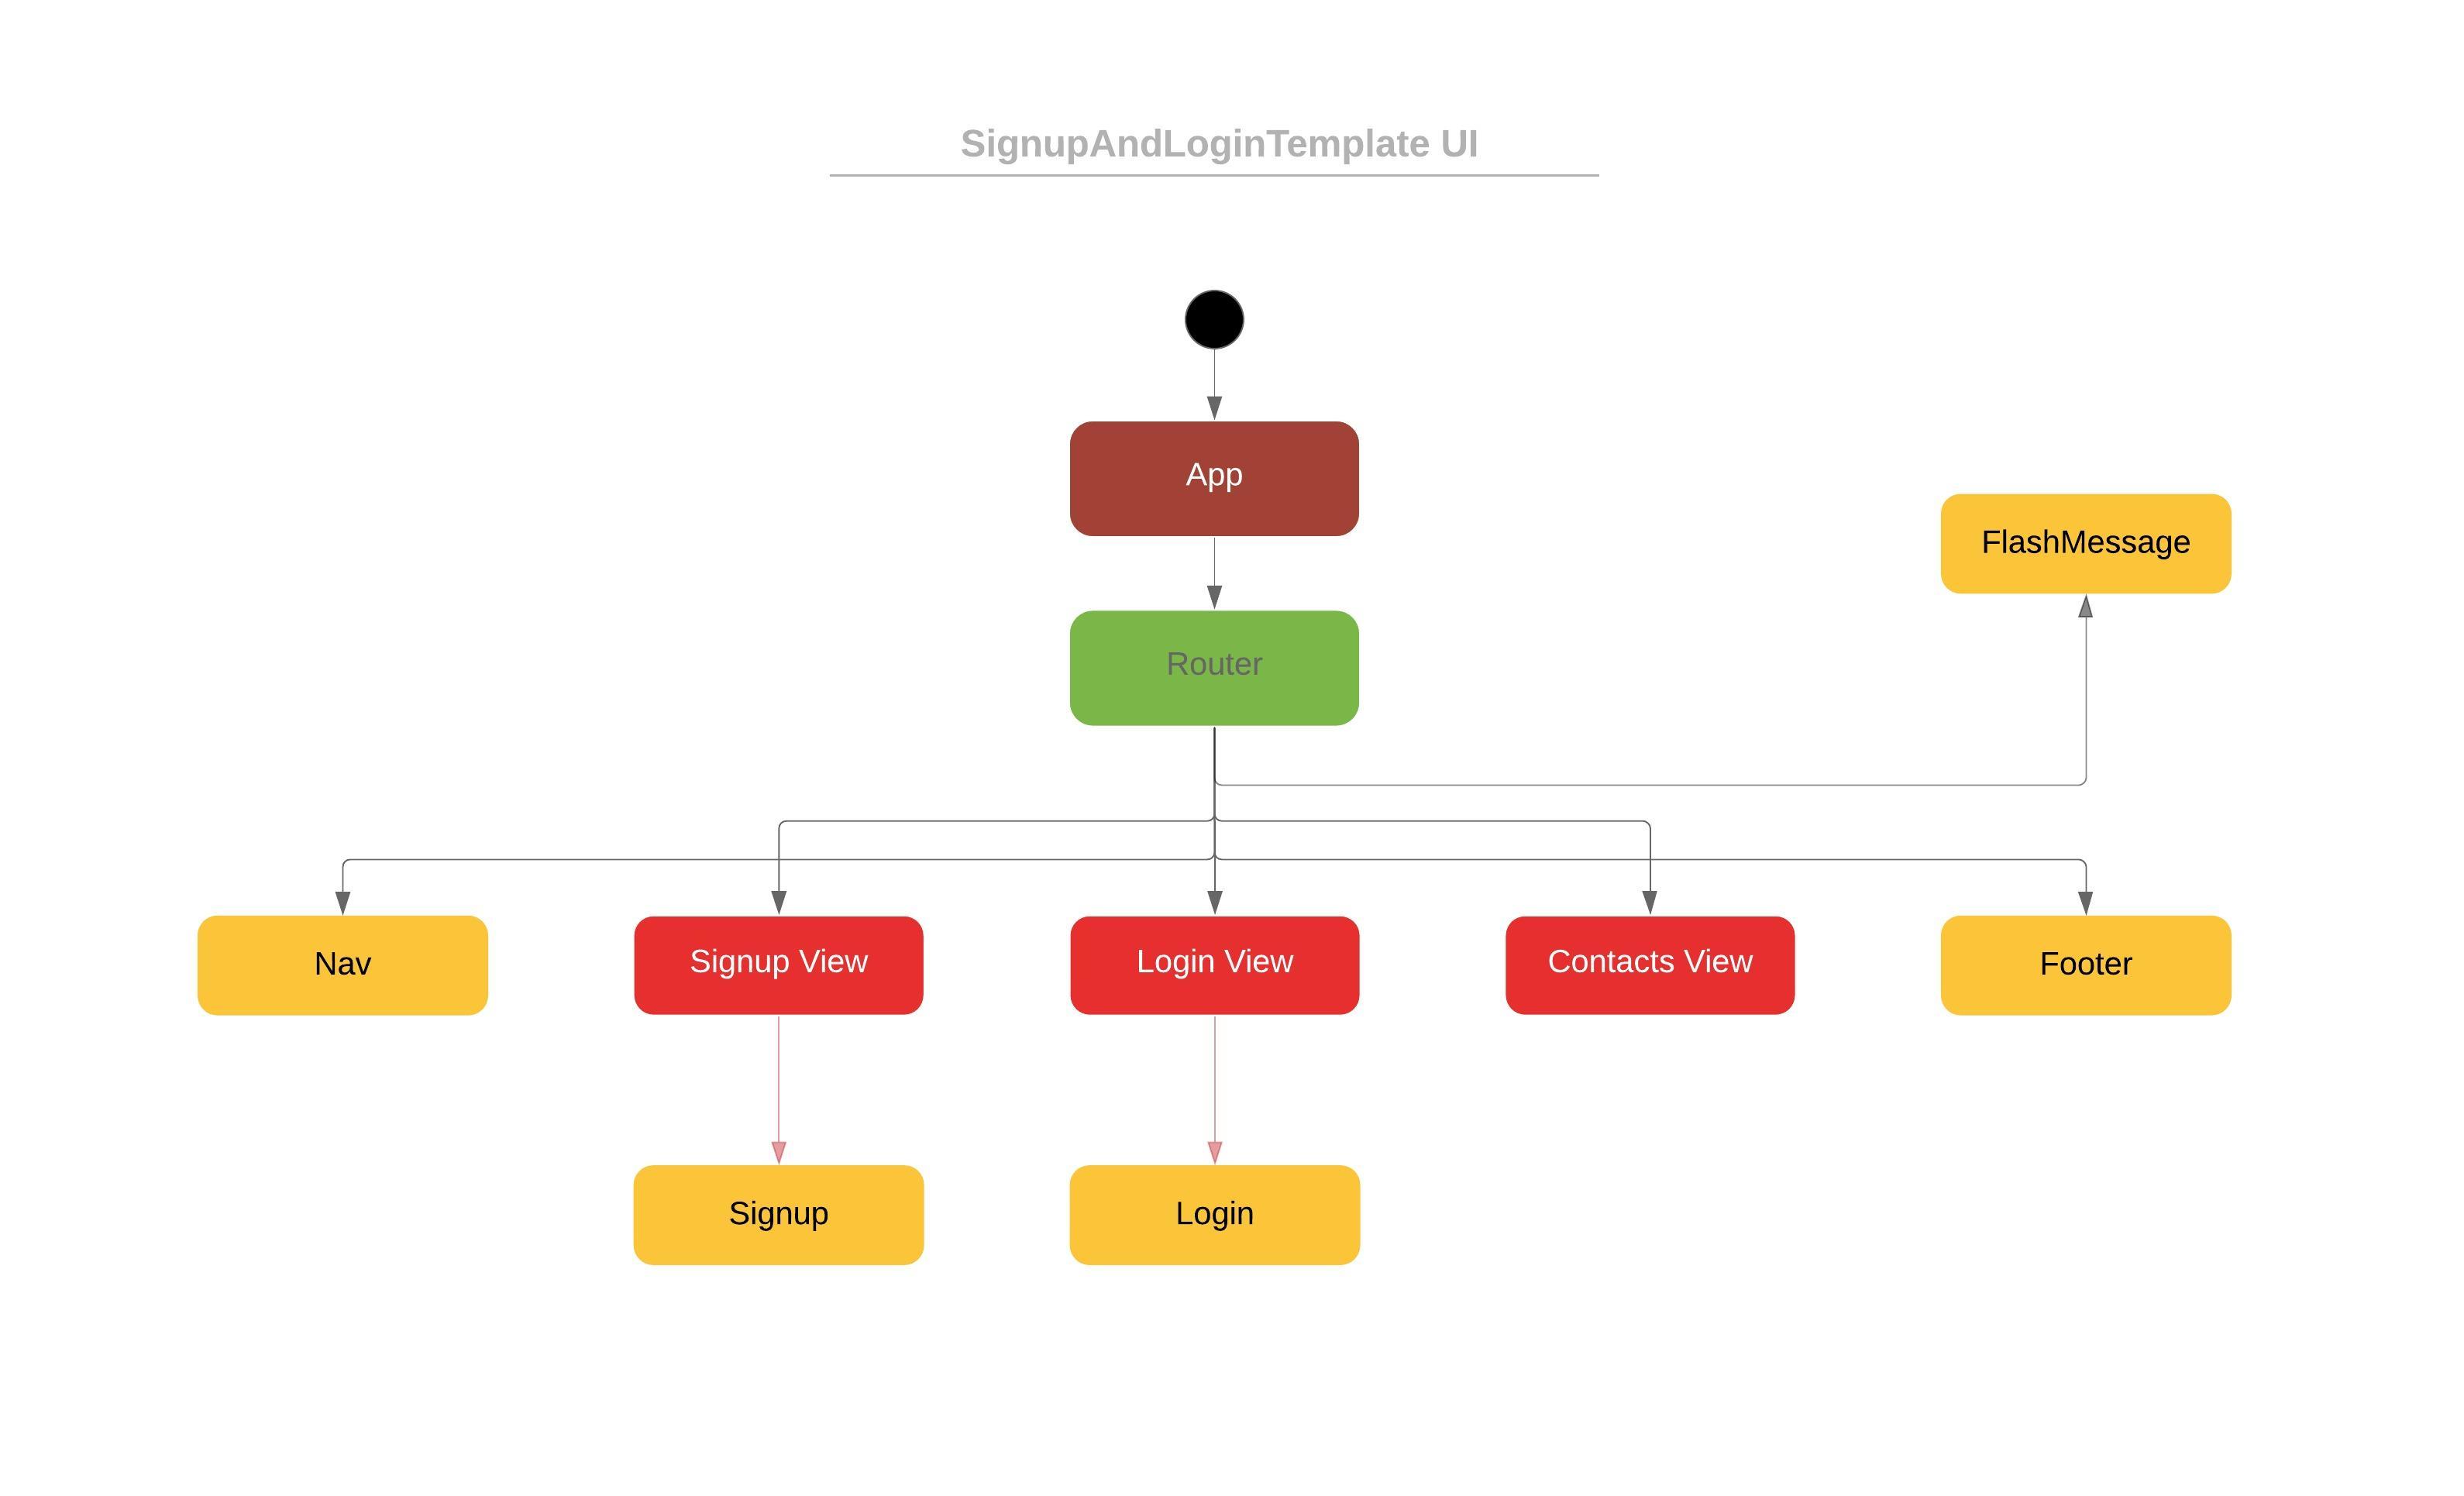 SignupAndLoginTemplate UI
App
FlashMessage
Router
Nav
Signup View
Login View
Contacts View
Footer
Signup
Login